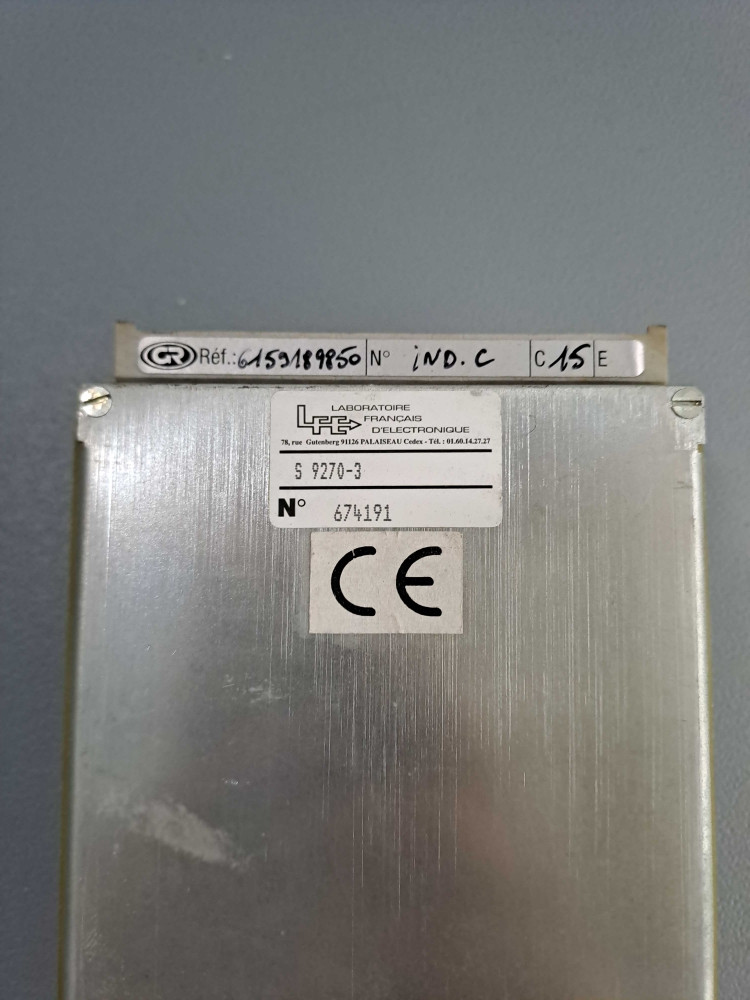 GR Réf.: 6159189850 N° iND.C C 15 E
LFE LABORATOIRE
FRANÇAIS
D'ELECTRONIQUE
78, rue Gutenberg 91126 PALAISEAU Cedex - Tél. : 01.60.14.27.27
S 9270-3
N° 674191
CE